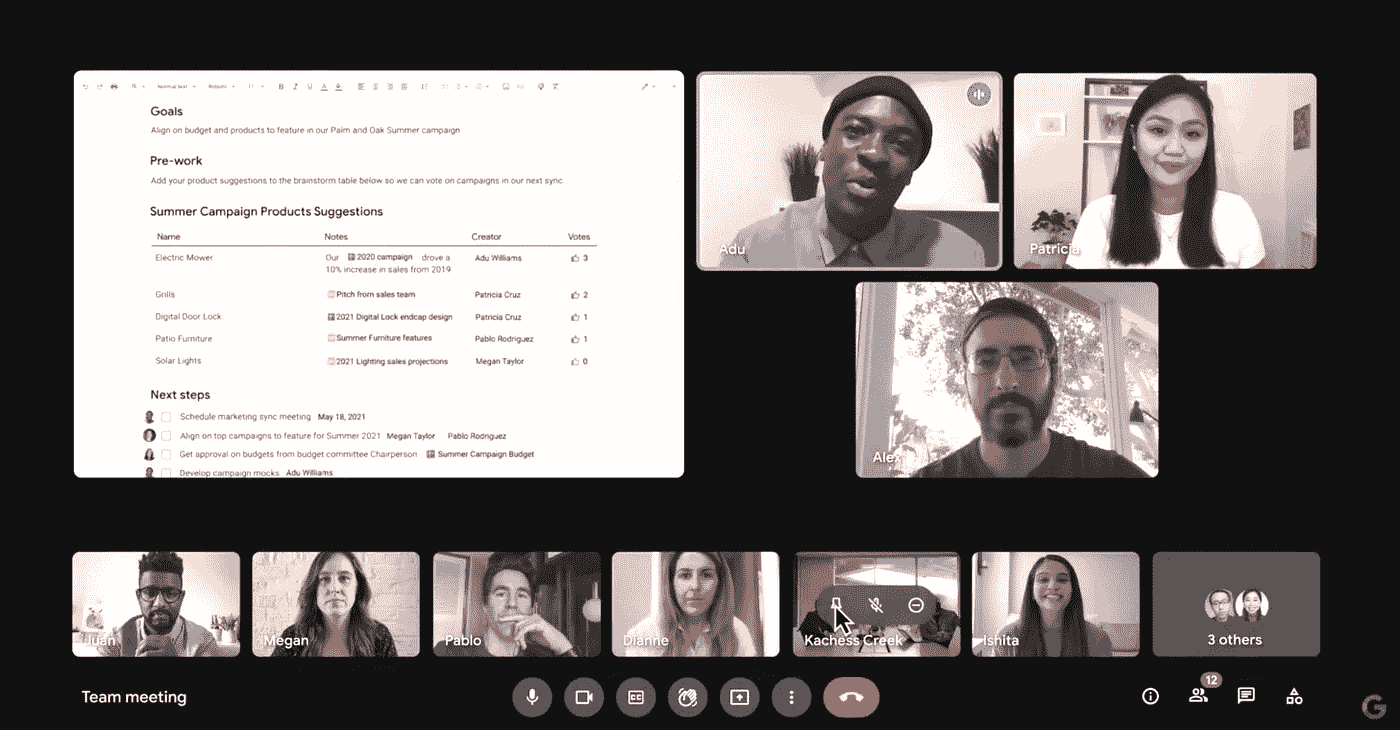 Normal text
Roboto
11
B I U A
Goals
Align on budget and products to feature in our Palm and Oak Summer campaign
Pre-work
Add your product suggestions to the brainstorm table below so we can vote on campaigns in our next sync
Summer Campaign Products Suggestions
Name Notes Creator Votes
Electric Mower Our 2020 campaign drove a Adu Williams 3
10% increase in sales from 2019
Grills Pitch from sales team Patricia Cruz 2
Digital Door Lock 2021 Digital Lock endcap design Patricia Cruz 1
Patio Furniture Summer Furniture features Pablo Rodriguez 1
Solar Lights 2021 Lighting sales projections Megan Taylor 0
Next steps
Schedule marketing sync meeting May 18, 2021
Align on top campaigns to feature for Summer 2021 Megan Taylor Pablo Rodriguez
Get approval on budgets from budget committee Chairperson Summer Campaign Budget
Develop campaign mocks Adu Williams
Adu
Patricia
Alex
Juan
Megan
Pablo
Dianne
Kachess Creek
Ishita
3 others
Team meeting
CC
12
G